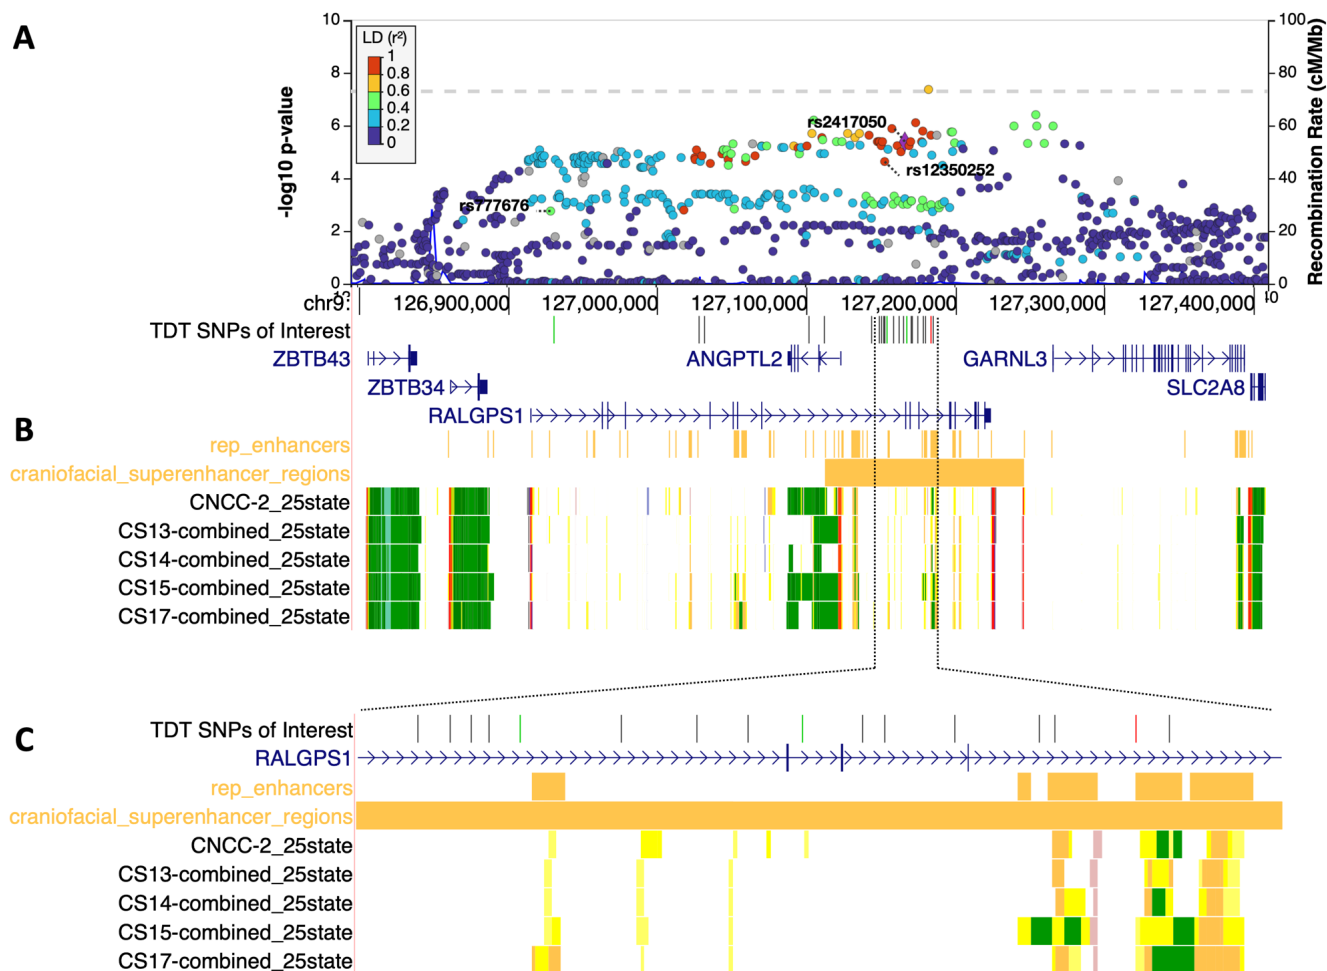 A
10
8
6
4
2
0
-log10 p-value
LD (r²)
1
0.8
0.6
0.4
0.2
0
rs2417050
rs12350252
rs777676
100
80
60
40
20
0
Recombination Rate (cM/Mb)
chr9:
126,900,000
127,000,000
127,100,000
127,200,000
127,300,000
127,400,000
TDT SNPs of Interest
ZBTB43
ANGPTL2
GARNL3
ZBTB34
SLC2A8
RALGPS1
B
rep_enhancers
craniofacial_superenhancer_regions
CNCC-2_25state
CS13-combined_25state
CS14-combined_25state
CS15-combined_25state
CS17-combined_25state
C
TDT SNPs of Interest
RALGPS1
rep_enhancers
craniofacial_superenhancer_regions
CNCC-2_25state
CS13-combined_25state
CS14-combined_25state
CS15-combined_25state
CS17-combined_25state